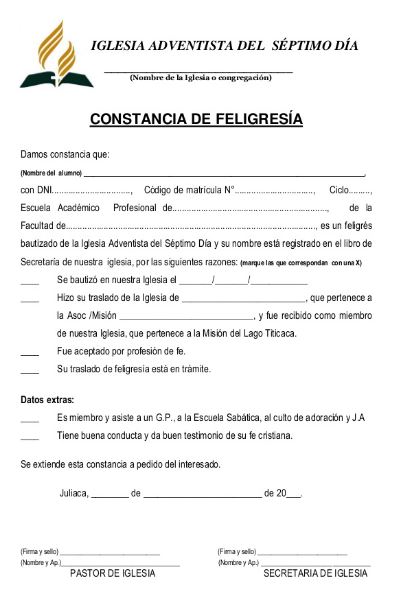 IGLESIA ADVENTISTA DEL SÉPTIMO DÍA
______________________________
(Nombre de la Iglesia o congregación)
CONSTANCIA DE FELIGRESÍA
Damos constancia que:
(Nombre del alumno) ____________________________________________________________,
con DNI................................, Código de matrícula N°................................, Ciclo.........,
Escuela Académico Profesional de................................................................, de la
Facultad de......................................................................................................, es un feligrés
bautizado de la Iglesia Adventista del Séptimo Día y su nombre está registrado en el libro de
Secretaría de nuestra iglesia, por las siguientes razones: (marque las que correspondan con una X)
____ Se bautizó en nuestra Iglesia el _______/_______/____________
____ Hizo su traslado de la Iglesia de __________________________, que pertenece a
la Asoc /Misión ____________________________, y fue recibido como miembro
de nuestra Iglesia, que pertenece a la Misión del Lago Titicaca.
____ Fue aceptado por profesión de fe.
____ Su traslado de feligresía está en trámite.
Datos extras:
____ Es miembro y asiste a un G.P., a la Escuela Sabática, al culto de adoración y J.A
____ Tiene buena conducta y da buen testimonio de su fe cristiana.
Se extiende esta constancia a pedido del interesado.
Juliaca, ________ de _________________________ de 20___.
(Firma y sello) ____________________________ (Firma y sello) ____________________________
(Nombre y Ap.)____________________________ (Nombre y Ap.) ____________________________
PASTOR DE IGLESIA SECRETARIA DE IGLESIA